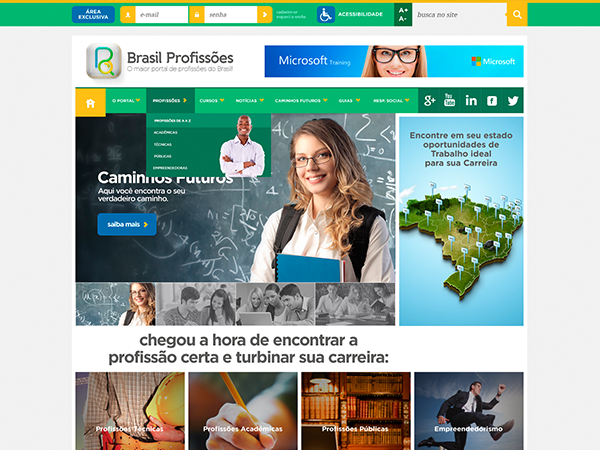 ÁREA
EXCLUSIVA
e-mail
senha
cadastre-se
esqueci a senha
ACESSIBILIDADE
A+
A-
busca no site
Brasil Profissões
O maior portal de profissões do Brasil!
Microsoft
Training
Microsoft
O PORTAL
PROFISSÕES
CURSOS
NOTÍCIAS
CAMINHOS FUTUROS
GUIAS
RESP. SOCIAL
g+
You
Tube
in
f
PROFISSÕES DE A A Z
ACADÊMICAS
TÉCNICAS
PÚBLICAS
EMPREENDEDORAS
Caminhos Futuros
Aqui você encontra o seu
verdadeiro caminho.
saiba mais
Encontre em seu estado
oportunidades de
Trabalho ideal
para sua Carreira
chegou a hora de encontrar a
profissão certa e turbinar sua carreira:
Profissões Técnicas
Profissões Acadêmicas
Profissões Públicas
Empreendedorismo